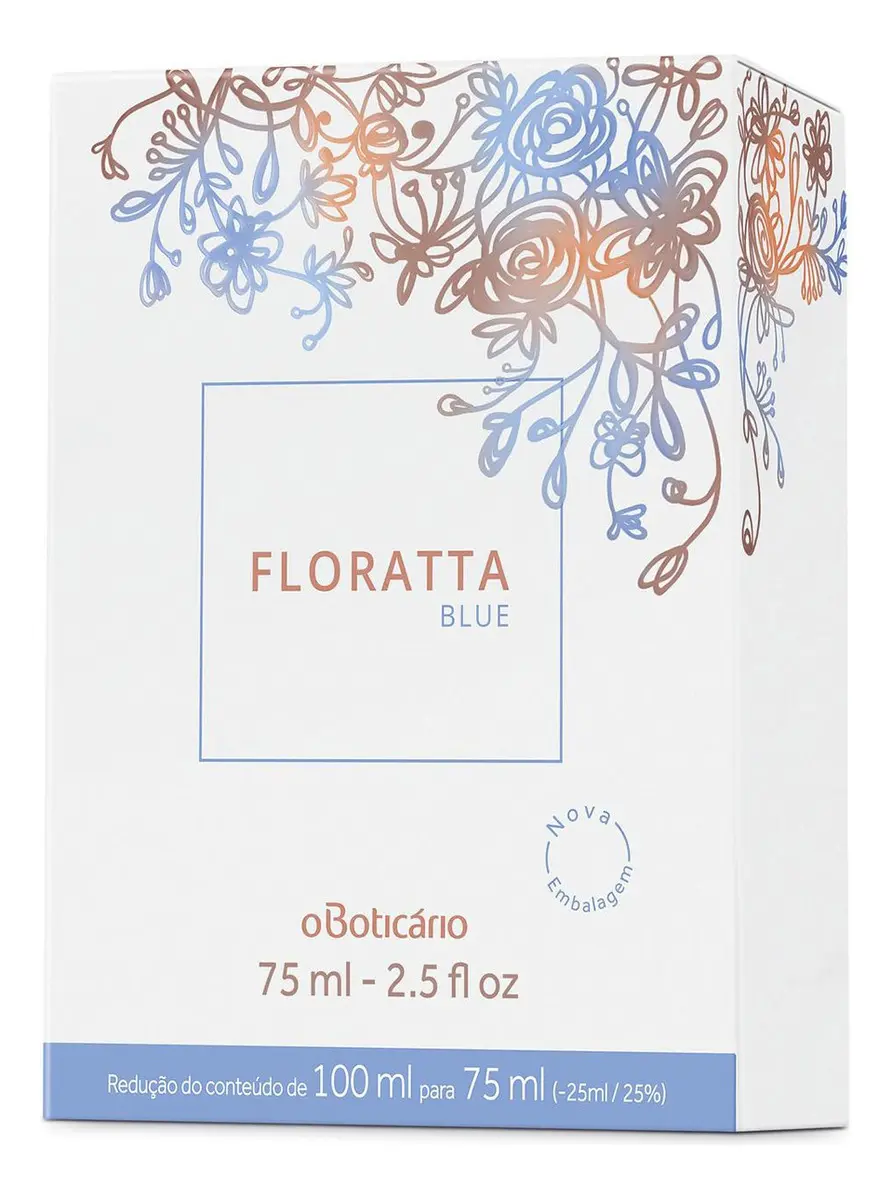 FLORATTA
BLUE
Nova
Embalagem
oBoticário
75 ml - 2.5 fl oz
Redução do conteúdo de 100 ml para 75 ml (-25ml / 25%)